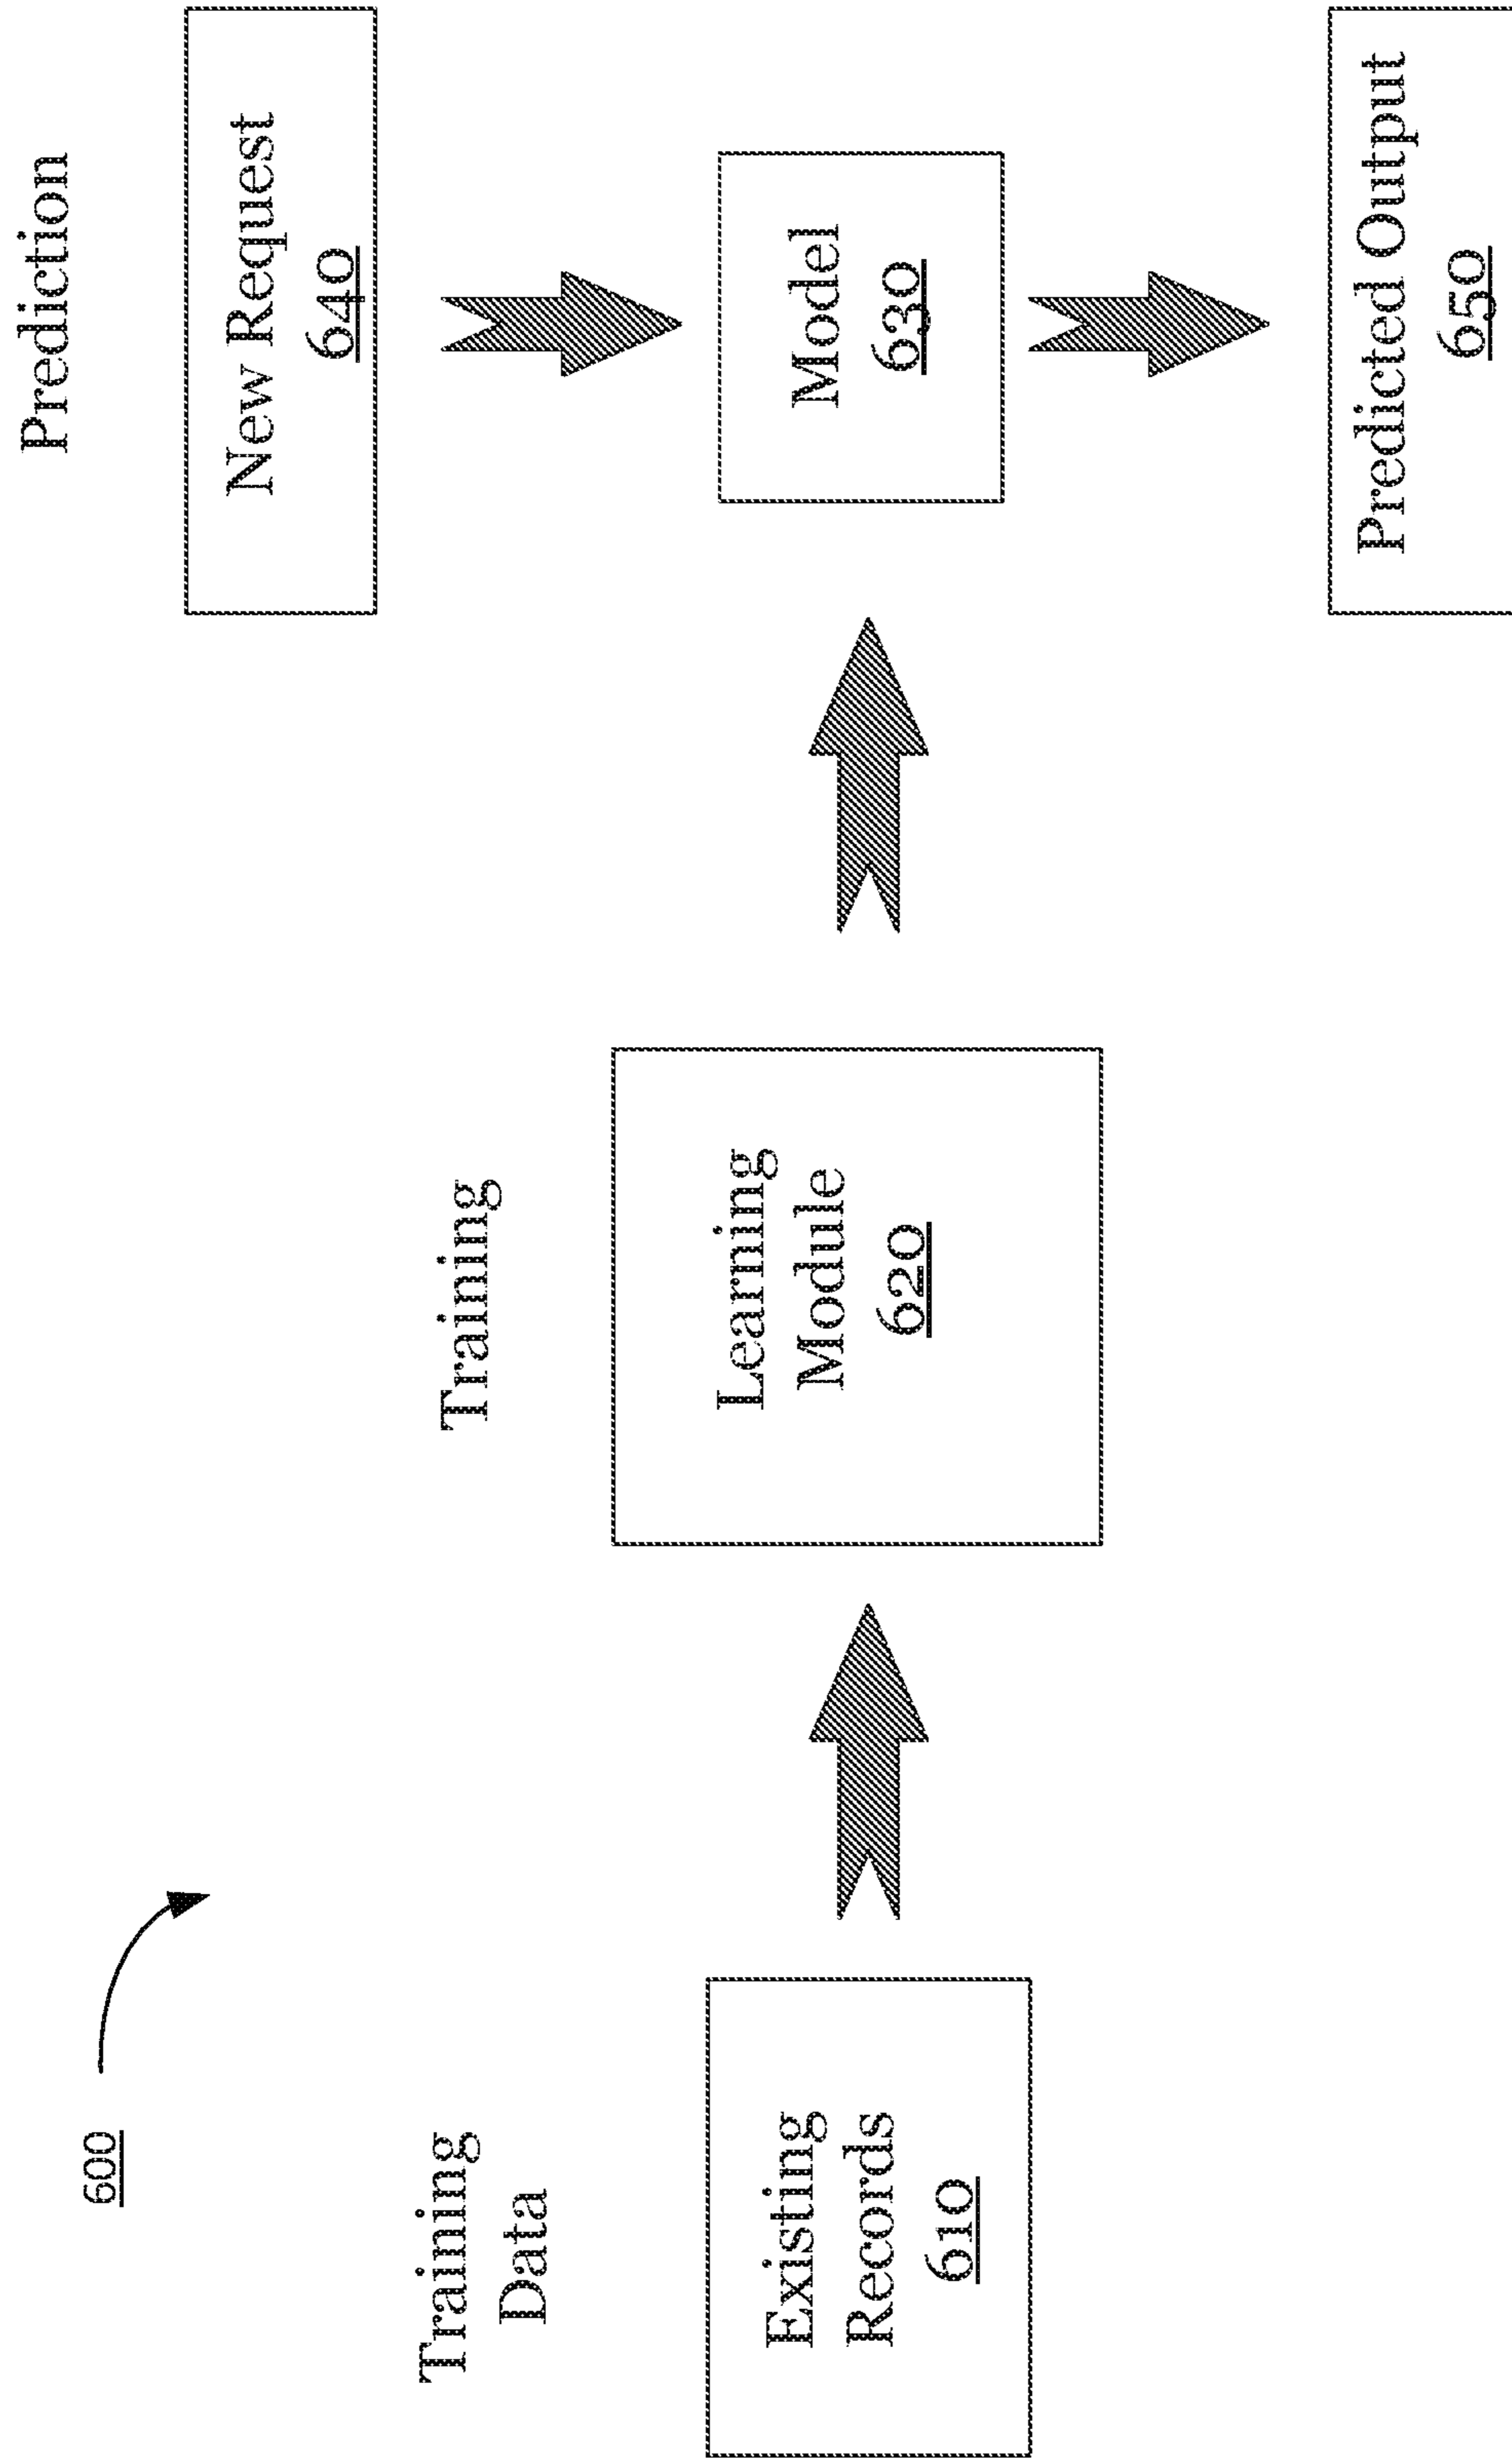 600
Training
Data
Existing
Records
610
Training
Learning
Module
620
Prediction
New Request
640
Model
630
Predicted Output
650